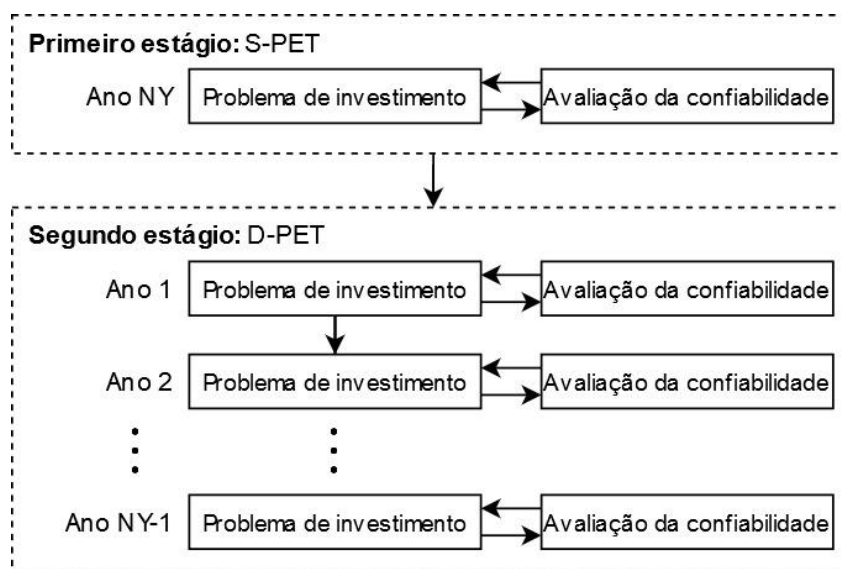 Primeiro estágio: S-PET
Ano NY Problema de investimento Avaliação da confiabilidade
Segundo estágio: D-PET
Ano 1 Problema de investimento Avaliação da confiabilidade
Ano 2 Problema de investimento Avaliação da confiabilidade
Ano NY-1 Problema de investimento Avaliação da confiabilidade